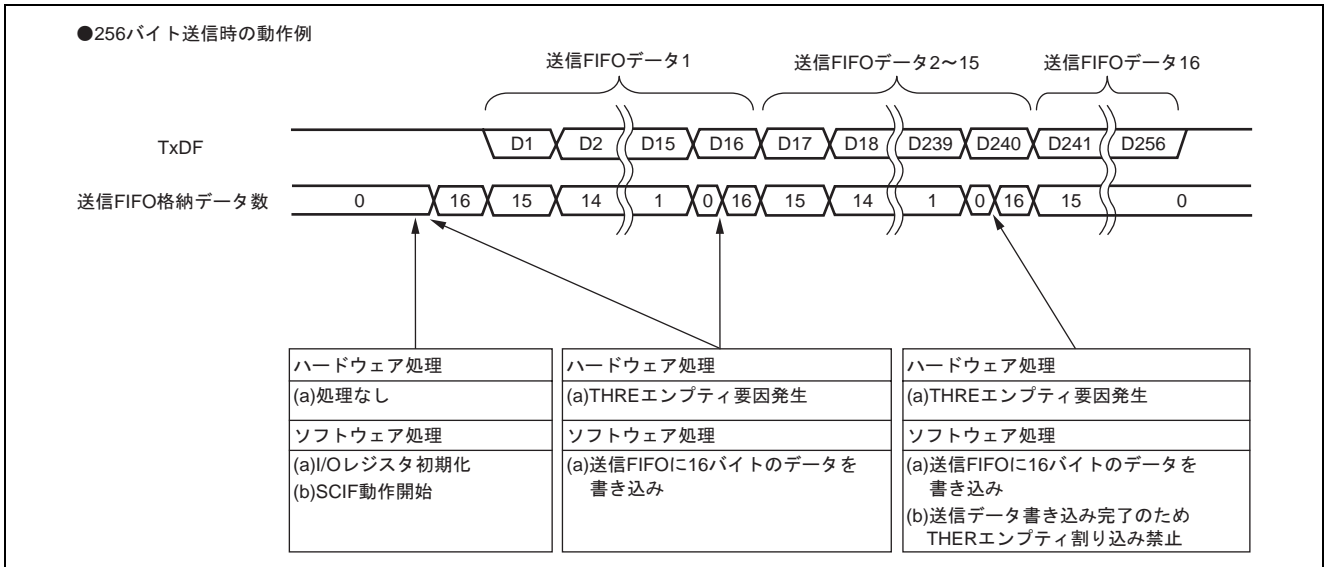 ●256バイト送信時の動作例
送信FIFOデータ1
送信FIFOデータ2～15
送信FIFOデータ16
TxDF
D1 D2 D15 D16 D17 D18 D239 D240 D241 D256
送信FIFO格納データ数
0 16 15 14 1 0 16 15 14 1 0 16 15 0
ハードウェア処理
(a)処理なし
ソフトウェア処理
(a)I/Oレジスタ初期化
(b)SCIF動作開始
ハードウェア処理
(a)THREエンプティ要因発生
ソフトウェア処理
(a)送信FIFOに16バイトのデータを
書き込み
ハードウェア処理
(a)THREエンプティ要因発生
ソフトウェア処理
(a)送信FIFOに16バイトのデータを
書き込み
(b)送信データ書き込み完了のため
THERエンプティ割り込み禁止